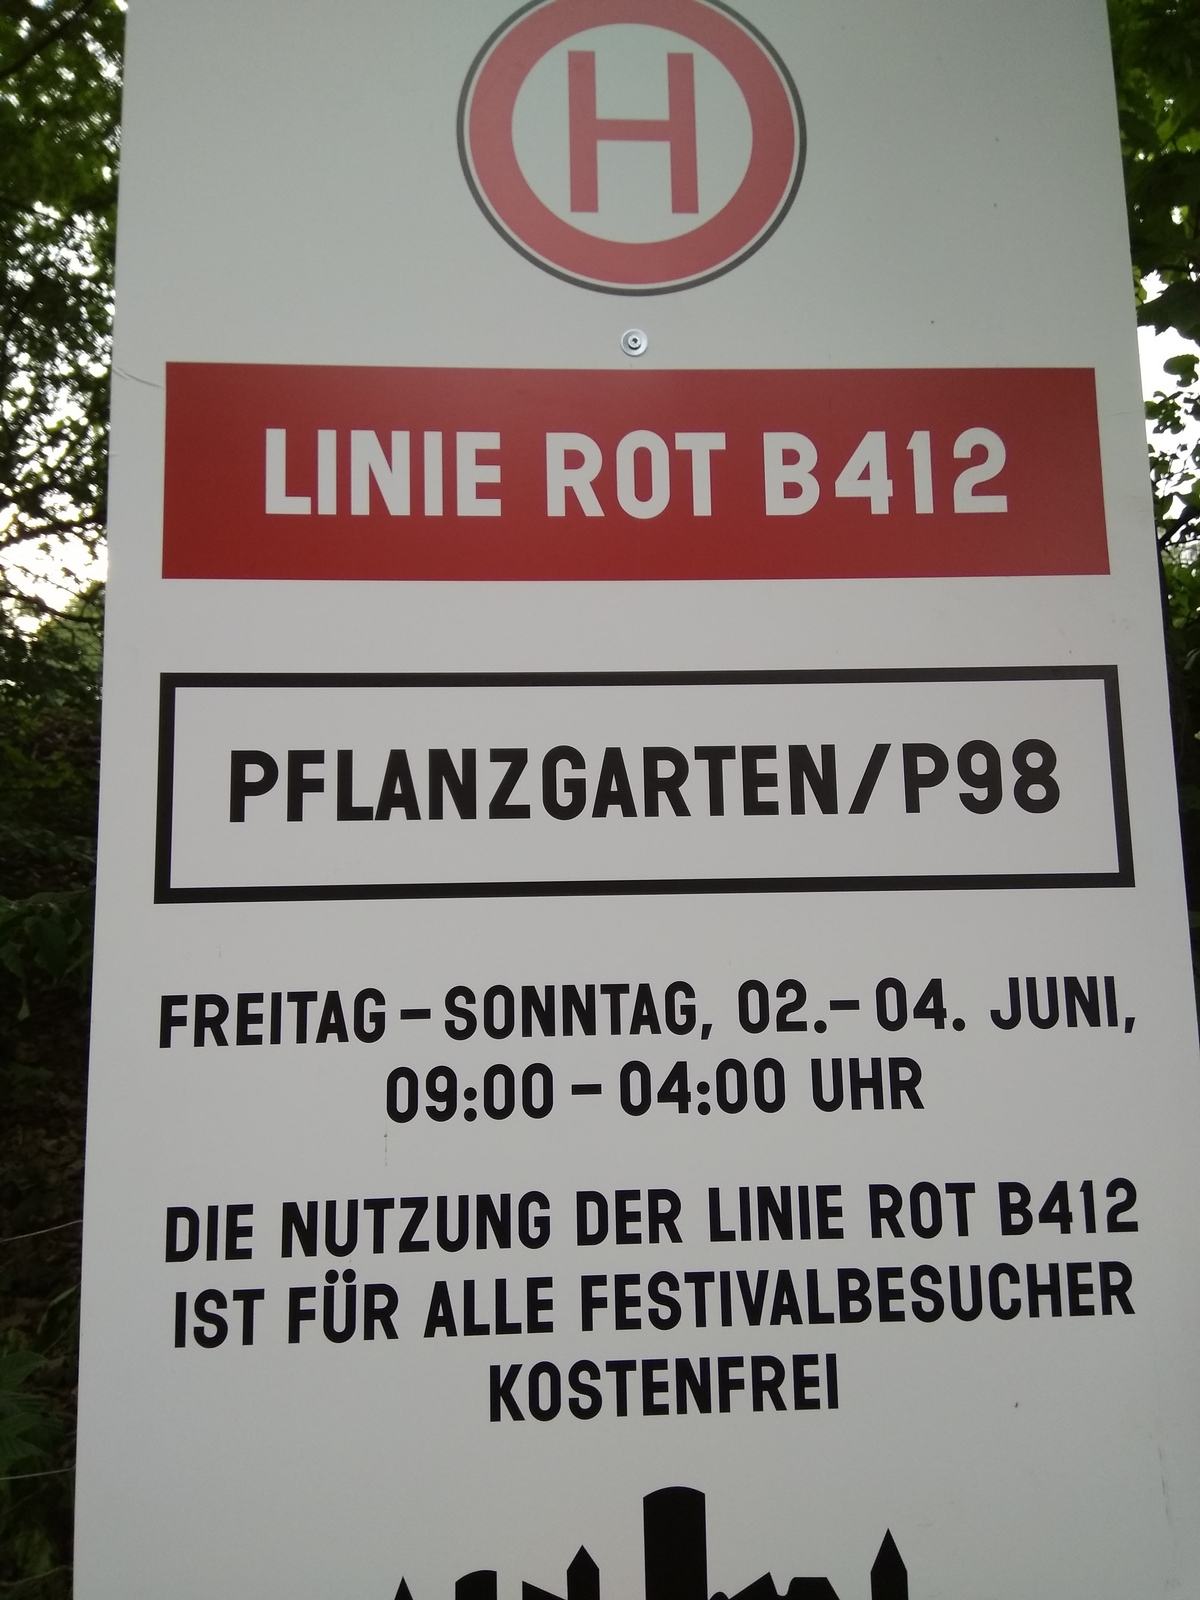 H
LINIE ROT B412
PFLANZGARTEN/P98
FREITAG – SONNTAG, 02.– 04. JUNI,
09:00 – 04:00 UHR
DIE NUTZUNG DER LINIE ROT B412
IST FÜR ALLE FESTIVALBESUCHER
KOSTENFREI